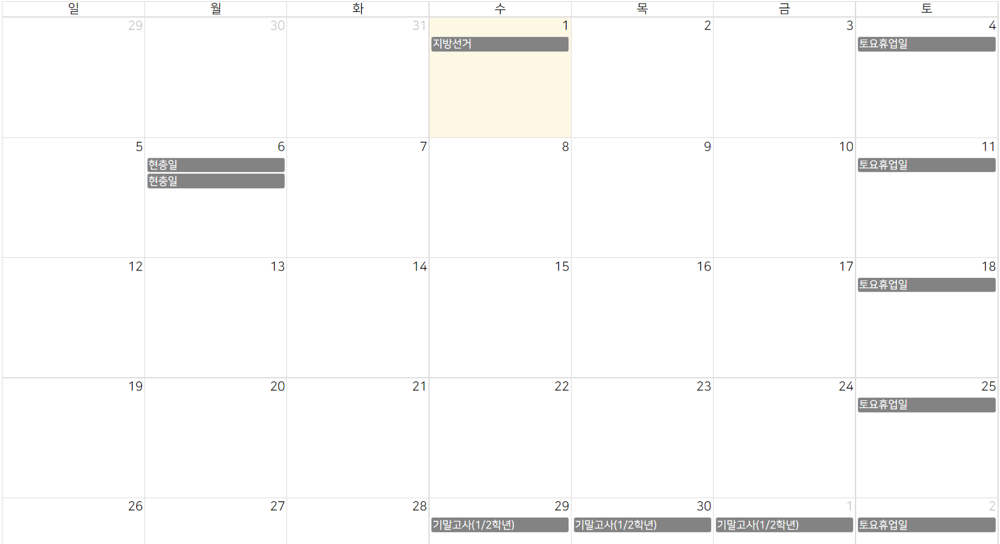 일 월 화 수 목 금 토
29 30 31 1 2 3 4
지방선거 토요휴업일
5 6 7 8 9 10 11
현충일 토요휴업일
현충일
12 13 14 15 16 17 18
토요휴업일
19 20 21 22 23 24 25
토요휴업일
26 27 28 29 30 1 2
기말고사(1/2학년) 기말고사(1/2학년) 기말고사(1/2학년) 토요휴업일